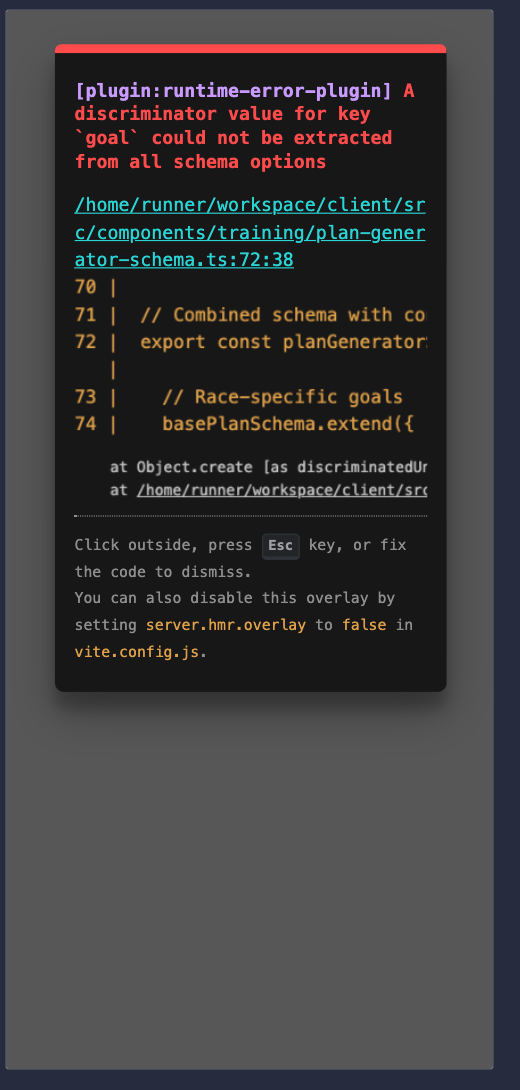 [plugin:runtime-error-plugin] A
discriminator value for key
`goal` could not be extracted
from all schema options
/home/runner/workspace/client/sr
c/components/training/plan-gener
ator-schema.ts:72:38
70 |
71 |  // Combined schema with co
72 |  export const planGenerator
|
73 |    // Race-specific goals
74 |    basePlanSchema.extend({
at Object.create [as discriminatedUn
at /home/runner/workspace/client/src
Click outside, press Esc key, or fix
the code to dismiss.
You can also disable this overlay by
setting server.hmr.overlay to false in
vite.config.js.